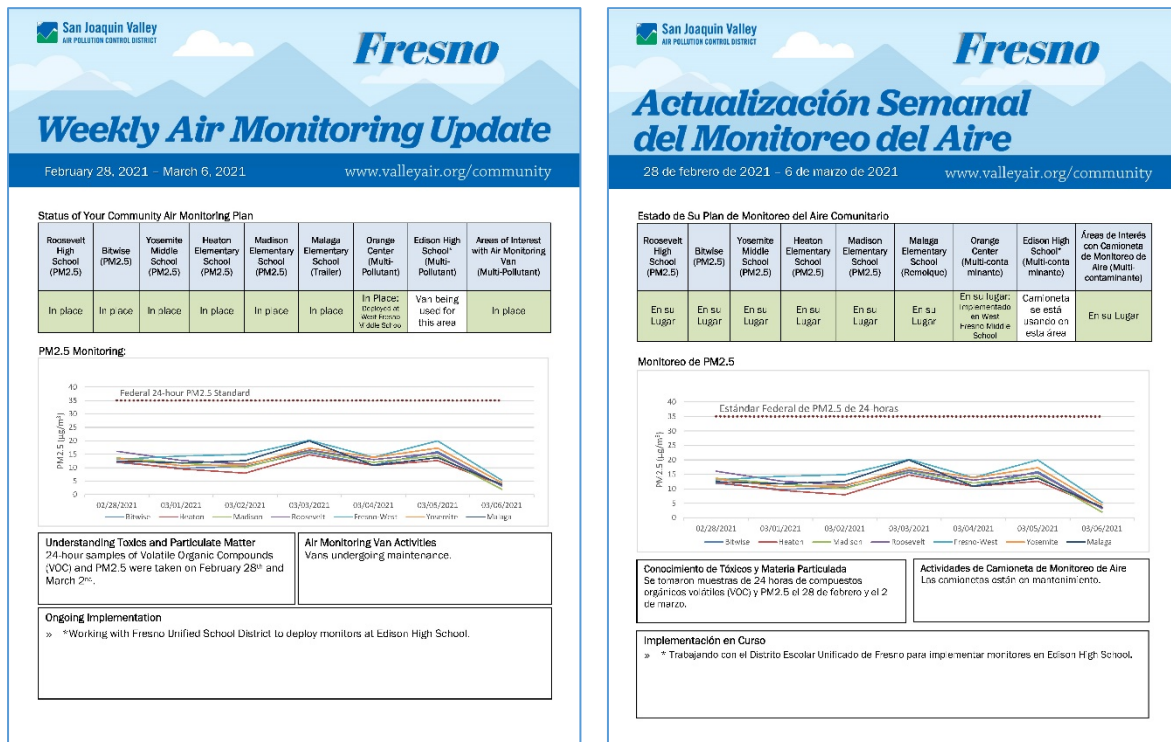 San Joaquin Valley
AIR POLLUTION CONTROL DISTRICT
Fresno
Weekly Air Monitoring Update
February 28, 2021 – March 6, 2021
www.valleyair.org/community
Status of Your Community Air Monitoring Plan
Roosevelt High School (PM2.5)
Bitwise (PM2.5)
Yosemite Middle School (PM2.5)
Heaton Elementary School (PM2.5)
Madison Elementary School (PM2.5)
Malaga Elementary School (Trailer)
Orange Center (Multi-Pollutant)
Edison High School* (Multi-Pollutant)
Areas of Interest with Air Monitoring Van (Multi-Pollutant)
In place
In place
In place
In place
In place
In place
In Place: Deployed at West Fresno Middle School
Van being used for this area
In place
PM2.5 Monitoring:
Federal 24-hour PM2.5 Standard
PM2.5 (µg/m³)
40
35
30
25
20
15
10
5
0
02/28/2021 03/01/2021 03/02/2021 03/03/2021 03/04/2021 03/05/2021 03/06/2021
Bitwise Heaton Madison Roosevelt Fresno-West Yosemite Malaga
Understanding Toxics and Particulate Matter
24-hour samples of Volatile Organic Compounds
(VOC) and PM2.5 were taken on February 28th and
March 2nd.
Air Monitoring Van Activities
Vans undergoing maintenance.
Ongoing Implementation
» *Working with Fresno Unified School District to deploy monitors at Edison High School.
San Joaquin Valley
AIR POLLUTION CONTROL DISTRICT
Fresno
Actualización Semanal
del Monitoreo del Aire
28 de febrero de 2021 – 6 de marzo de 2021
www.valleyair.org/community
Estado de Su Plan de Monitoreo del Aire Comunitario
Roosevelt High School (PM2.5)
Bitwise (PM2.5)
Yosemite Middle School (PM2.5)
Heaton Elementary School (PM2.5)
Madison Elementary School (PM2.5)
Malaga Elementary School (Remolque)
Orange Center (Multi-conta minante)
Edison High School* (Multi-conta minante)
Áreas de Interés con Camioneta de Monitoreo de Aire (Multi-contaminante)
En su Lugar
En su Lugar
En su Lugar
En su Lugar
En su Lugar
En su Lugar
En su lugar: Implementado en West Fresno Middle School
Camioneta se está usando en esta área
En su Lugar
Monitoreo de PM2.5
Estándar Federal de PM2.5 de 24-horas
PM2.5 (µg/m³)
40
35
30
25
20
15
10
5
0
02/28/2021 03/01/2021 03/02/2021 03/03/2021 03/04/2021 03/05/2021 03/06/2021
Bitwise Heaton Madison Roosevelt Fresno-West Yosemite Malaga
Conocimiento de Tóxicos y Materia Particulada
Se tomaron muestras de 24 horas de compuestos
orgánicos volátiles (VOC) y PM2.5 el 28 de febrero y el 2
de marzo.
Actividades de Camioneta de Monitoreo de Aire
Las camionetas están en mantenimiento.
Implementación en Curso
» * Trabajando con el Distrito Escolar Unificado de Fresno para implementar monitores en Edison High School.